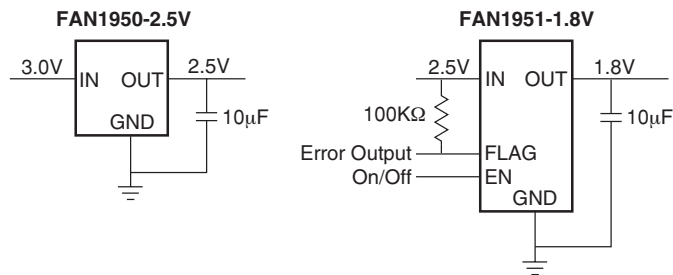 FAN1950-2.5V
3.0V
IN
OUT
2.5V
GND
10μF
FAN1951-1.8V
2.5V
IN
OUT
1.8V
100KΩ
10μF
Error Output
FLAG
On/Off
EN
GND